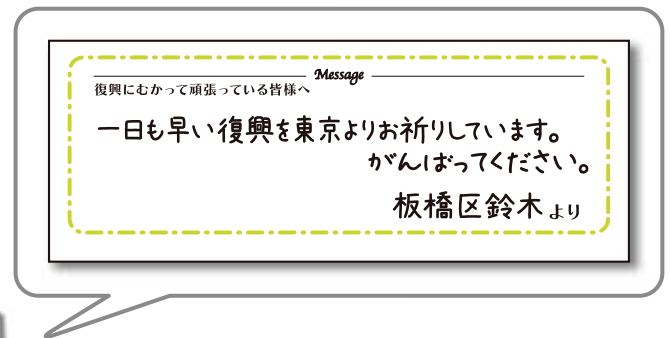 Message
復興にむかって頑張っている皆様へ
一日も早い復興を東京よりお祈りしています。
がんばってください。
板橋区鈴木より